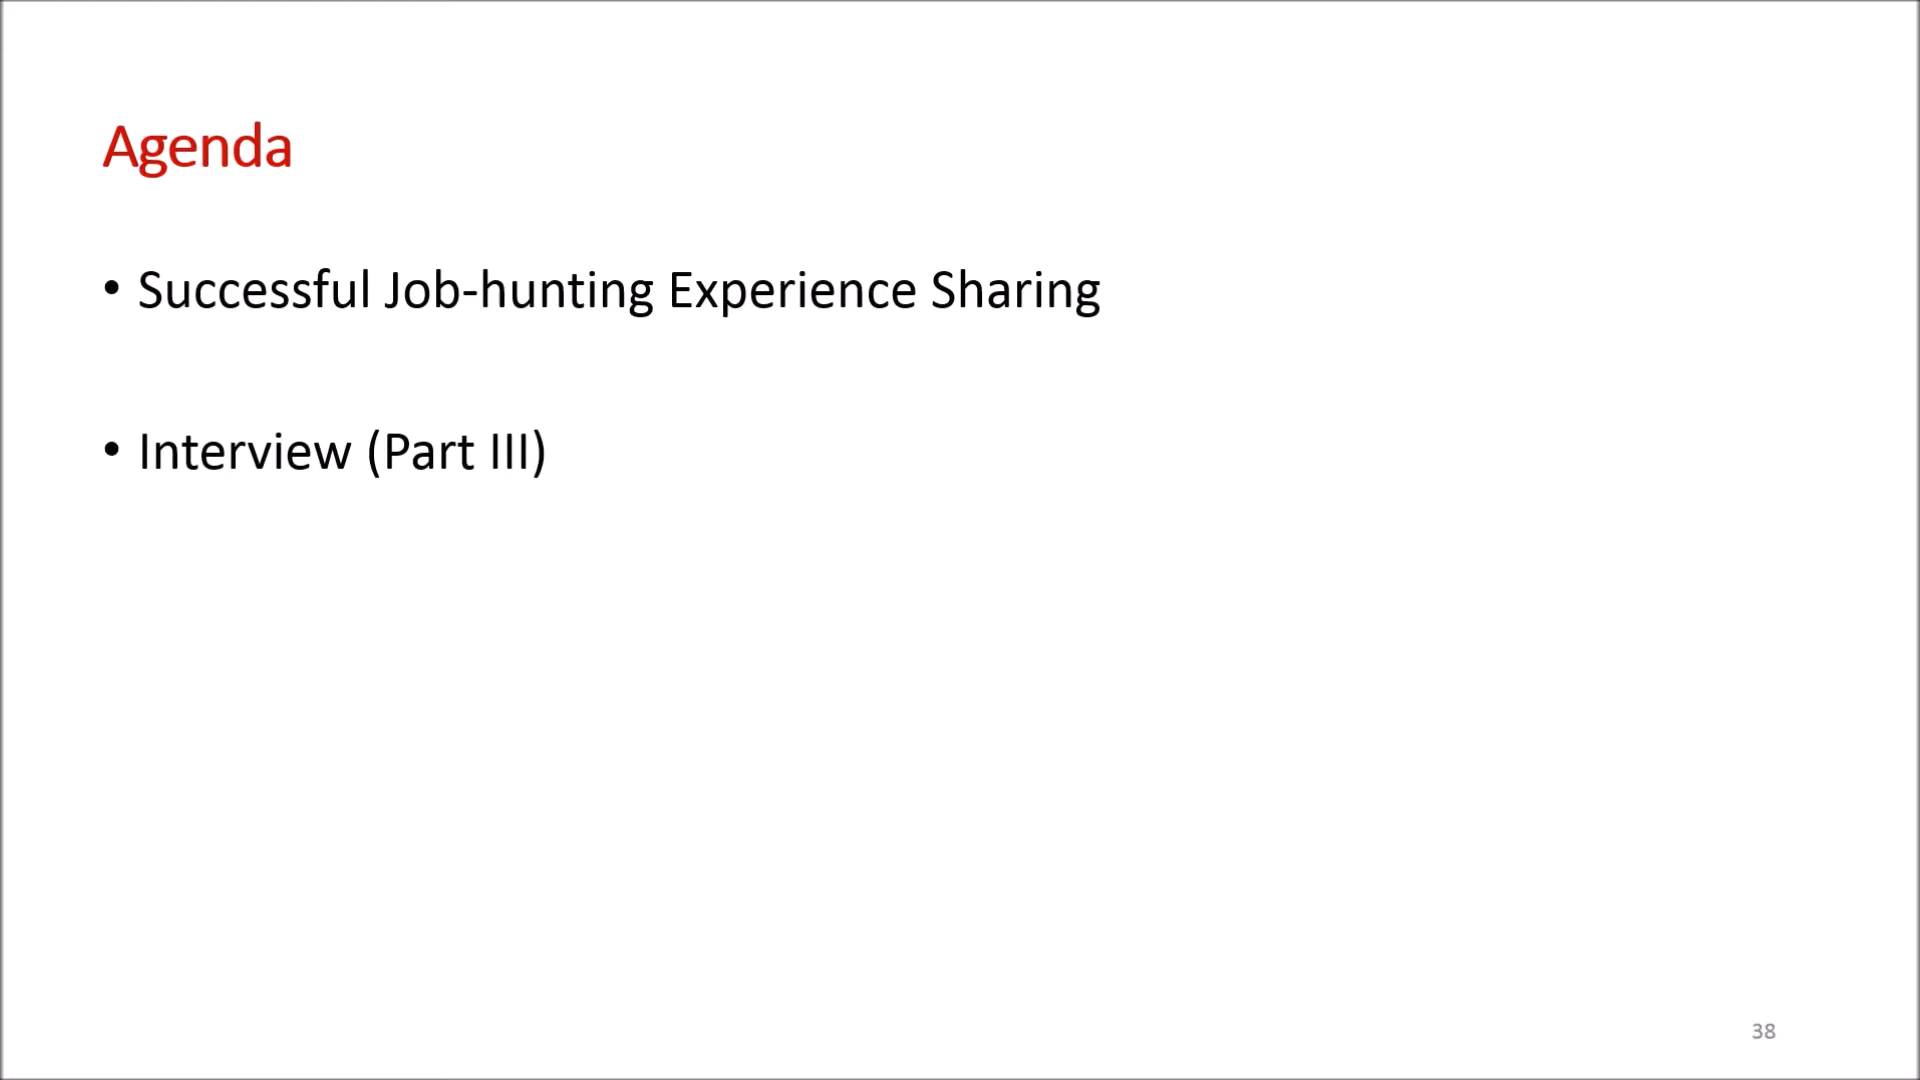 Agenda
• Successful Job-hunting Experience Sharing
• Interview (Part III)
38